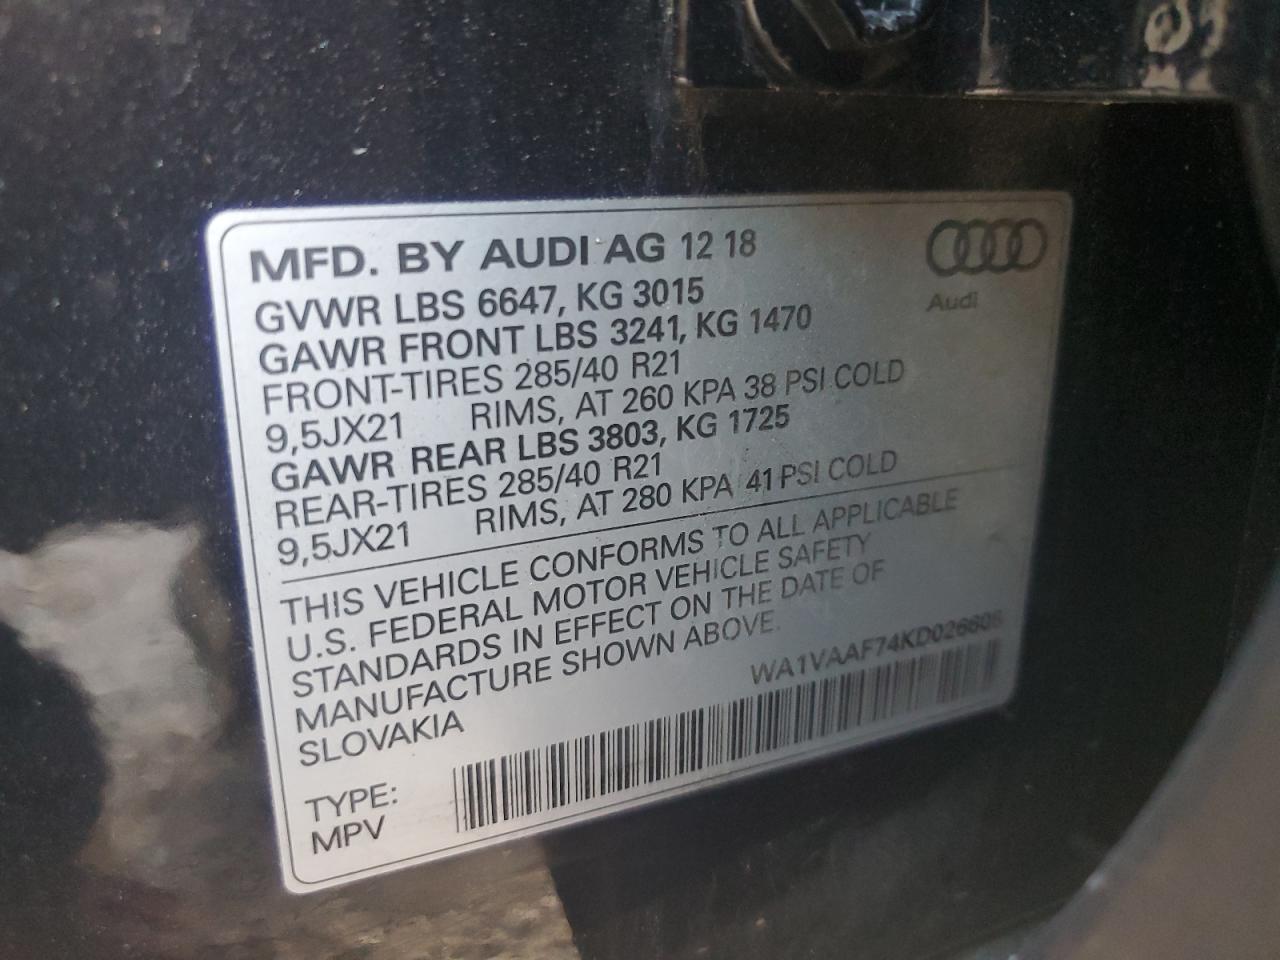 MFD. BY AUDI AG 12 18
GVWR LBS 6647, KG 3015
GAWR FRONT LBS 3241, KG 1470
FRONT-TIRES 285/40 R21
9,5JX21 RIMS, AT 260 KPA 38 PSI COLD
GAWR REAR LBS 3803, KG 1725
REAR-TIRES 285/40 R21
9,5JX21 RIMS, AT 280 KPA 41 PSI COLD
Audi
THIS VEHICLE CONFORMS TO ALL APPLICABLE
U.S. FEDERAL MOTOR VEHICLE SAFETY
STANDARDS IN EFFECT ON THE DATE OF
MANUFACTURE SHOWN ABOVE.
SLOVAKIA
TYPE:
MPV